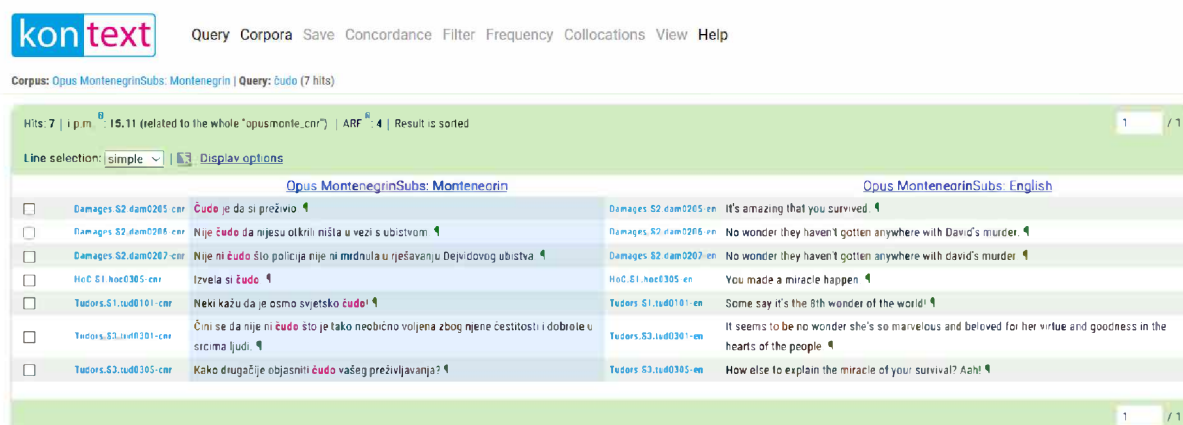 kontext
Query Corpora Save Concordance Filter Frequency Collocations View Help
Corpus: Opus MontenegrinSubs: Montenegrin | Query: čudo (7 hits)
Hits: 7 | i.p.m. : 15.11 (related to the whole "opusmonte_cnr") | ARF : 4 | Result is sorted
1 / 1
Line selection: simple | Display options
Opus MontenegrinSubs: Montenegrin Opus MontenegrinSubs: English
Damages.S2.dam0205-cnr Čudo je da si preživio. ¶ Damages.S2.dam0205-en It's amazing that you survived. ¶
Damages.S2.dam0206-cnr Nije čudo da nijesu otkrili ništa u vezi s ubistvom. ¶ Damages.S2.dam0206-en No wonder they haven't gotten anywhere with David's murder. ¶
Damages.S2.dam0207-cnr Nije ni čudo što policija nije ni mrdnula u rješavanju Dejvidovog ubistva. ¶ Damages.S2.dam0207-en No wonder they haven't gotten anywhere with david's murder. ¶
HoC.S1.hoc0305-cnr Izvela si čudo. ¶ HoC.S1.hoc0305-en You made a miracle happen. ¶
Tudors.S1.tud0101-cnr Neki kažu da je osmo svjetsko čudo! ¶ Tudors.S1.tud0101-en Some say it's the 8th wonder of the world! ¶
Tudors.S3.tud0301-cnr Čini se da nije ni čudo što je tako neobično voljena zbog njene čestitosti i dobrote u Tudors.S3.tud0301-en It seems to be no wonder she's so marvelous and beloved for her virtue and goodness in the
srcima ljudi. ¶ hearts of the people. ¶
Tudors.S3.tud0305-cnr Kako drugačije objasniti čudo vašeg preživljavanja? ¶ Tudors.S3.tud0305-en How else to explain the miracle of your survival? Aah! ¶
1 / 1